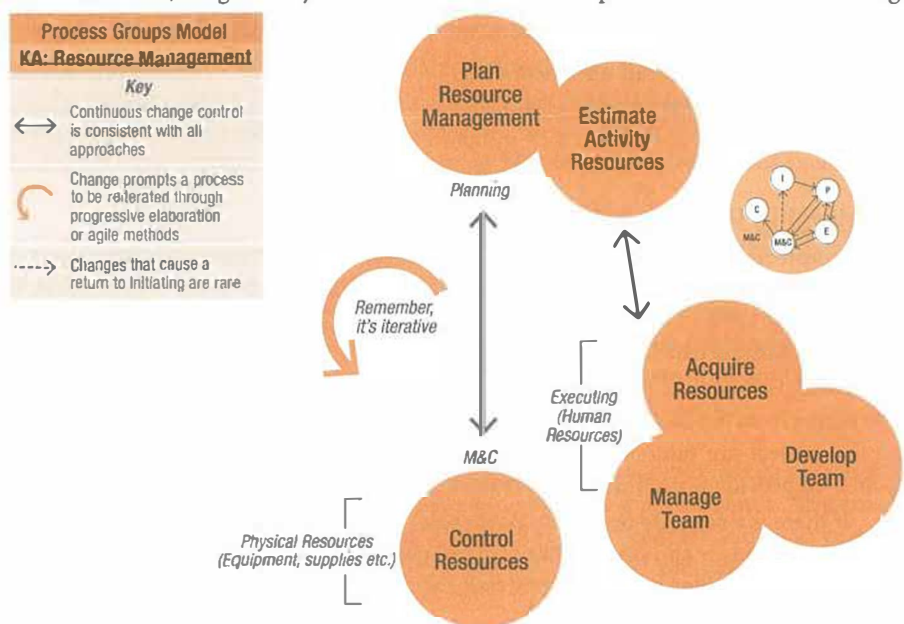 Process Groups Model
KA: Resource Management
Key
Continuous change control
is consistent with all
approaches
Change prompts a process
to be reiterated through
progressive elaboration
or agile methods
Changes that cause a
return to Initiating are rare
Plan
Resource
Management
Estimate
Activity
Resources
Planning
I
P
C
E
M&C
M&C
Remember,
it's iterative
Executing
(Human
Resources)
Acquire
Resources
Develop
Team
Manage
Team
M&C
Physical Resources
(Equipment, supplies etc.)
Control
Resources